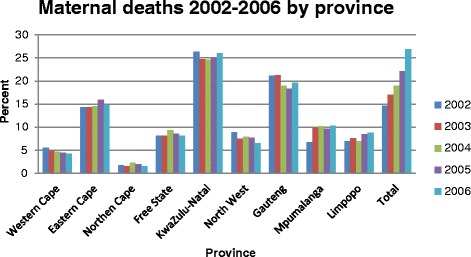 Maternal deaths 2002-2006 by province
30
25
20
15
10
5
0
Percent
Western Cape
Eastern Cape
Northen Cape
Free State
KwaZulu-Natal
North West
Gauteng
Mpumalanga
Limpopo
Total
Province
2002
2003
2004
2005
2006